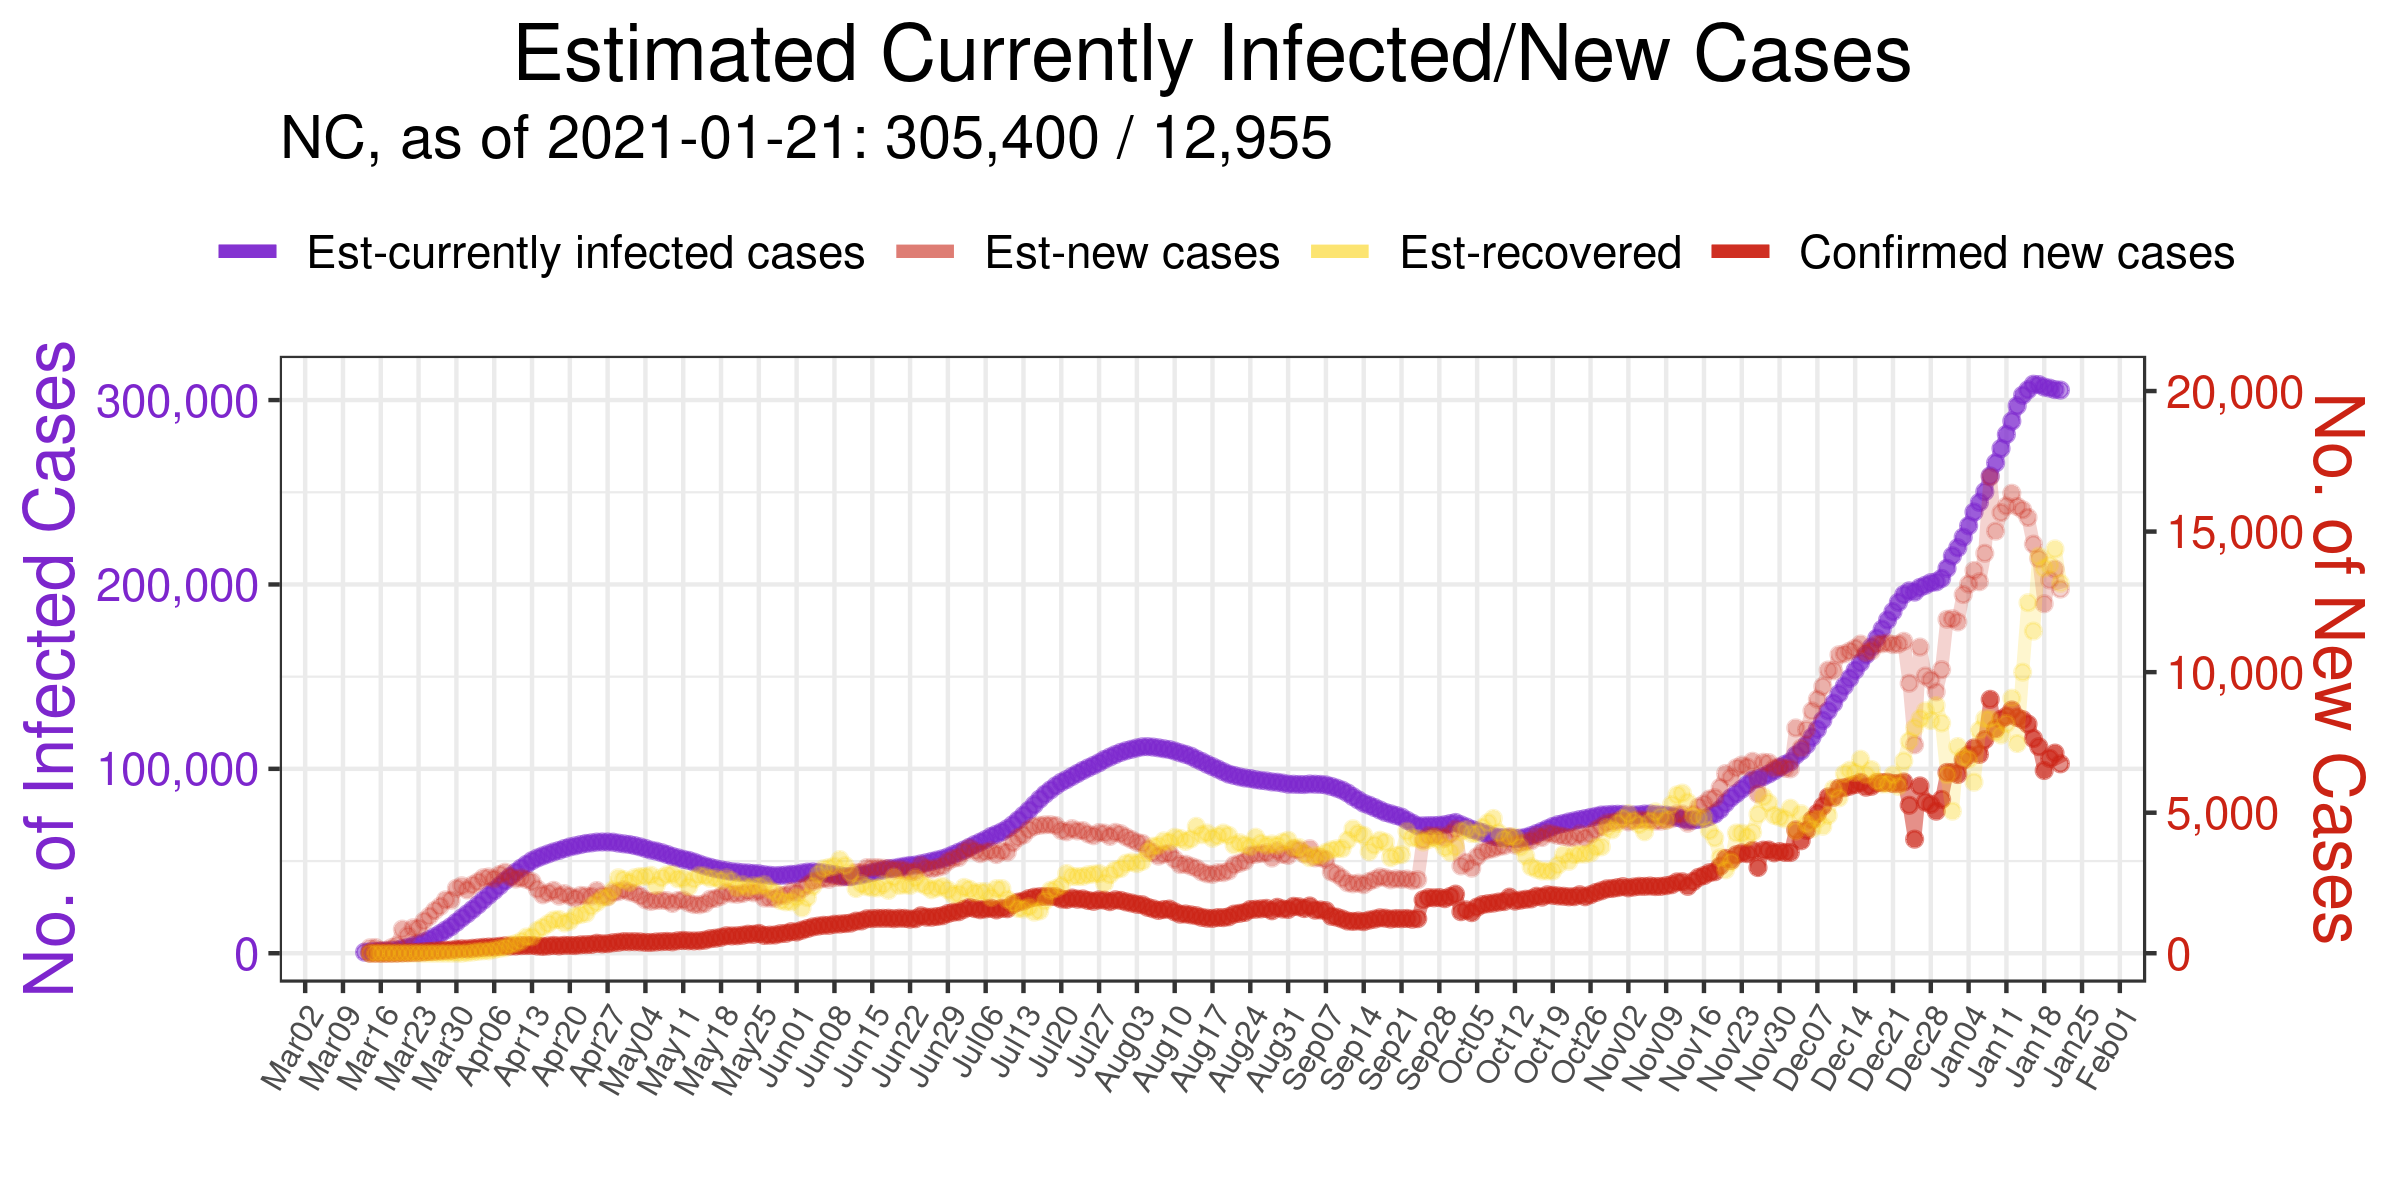 Estimated Currently Infected/New Cases
NC, as of 2021-01-21: 305,400 / 12,955
Est-currently infected cases Est-new cases Est-recovered Confirmed new cases
No. of Infected Cases
300,000
200,000
100,000
0
20,000
15,000
10,000
5,000
0
No. of New Cases
Mar02 Mar09 Mar16 Mar23 Mar30 Apr06 Apr13 Apr20 Apr27 May04 May11 May18 May25 Jun01 Jun08 Jun15 Jun22 Jun29 Jul06 Jul13 Jul20 Jul27 Aug03 Aug10 Aug17 Aug24 Aug31 Sep07 Sep14 Sep21 Sep28 Oct05 Oct12 Oct19 Oct26 Nov02 Nov09 Nov16 Nov23 Nov30 Dec07 Dec14 Dec21 Dec28 Jan04 Jan11 Jan18 Jan25 Feb01